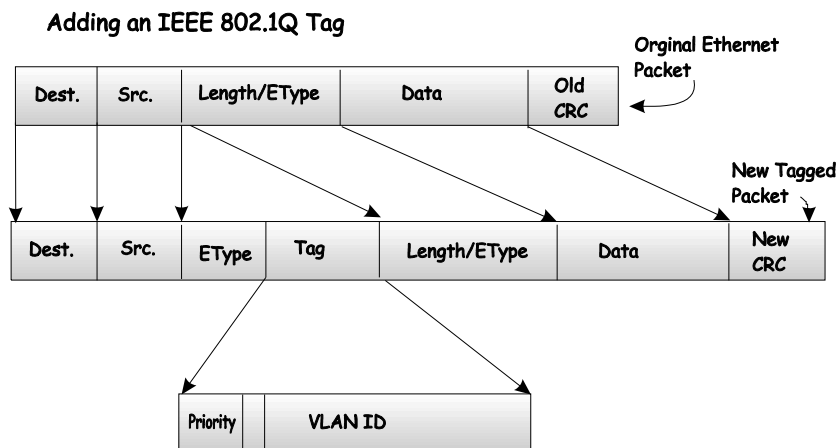 Adding an IEEE 802.1Q Tag
Orginal Ethernet
Packet
Dest. Src. Length/EType Data Old
CRC
New Tagged
Packet
Dest. Src. EType Tag Length/EType Data New
CRC
Priority VLAN ID